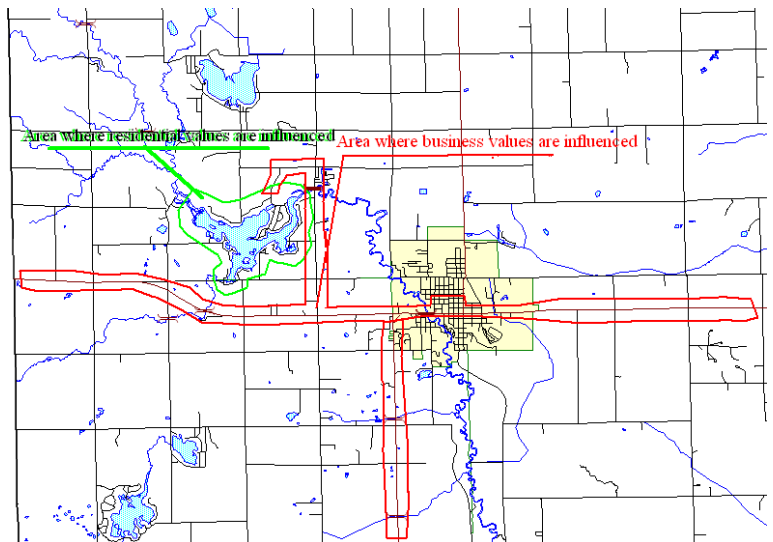 Area where residential values are influenced
Area where business values are influenced